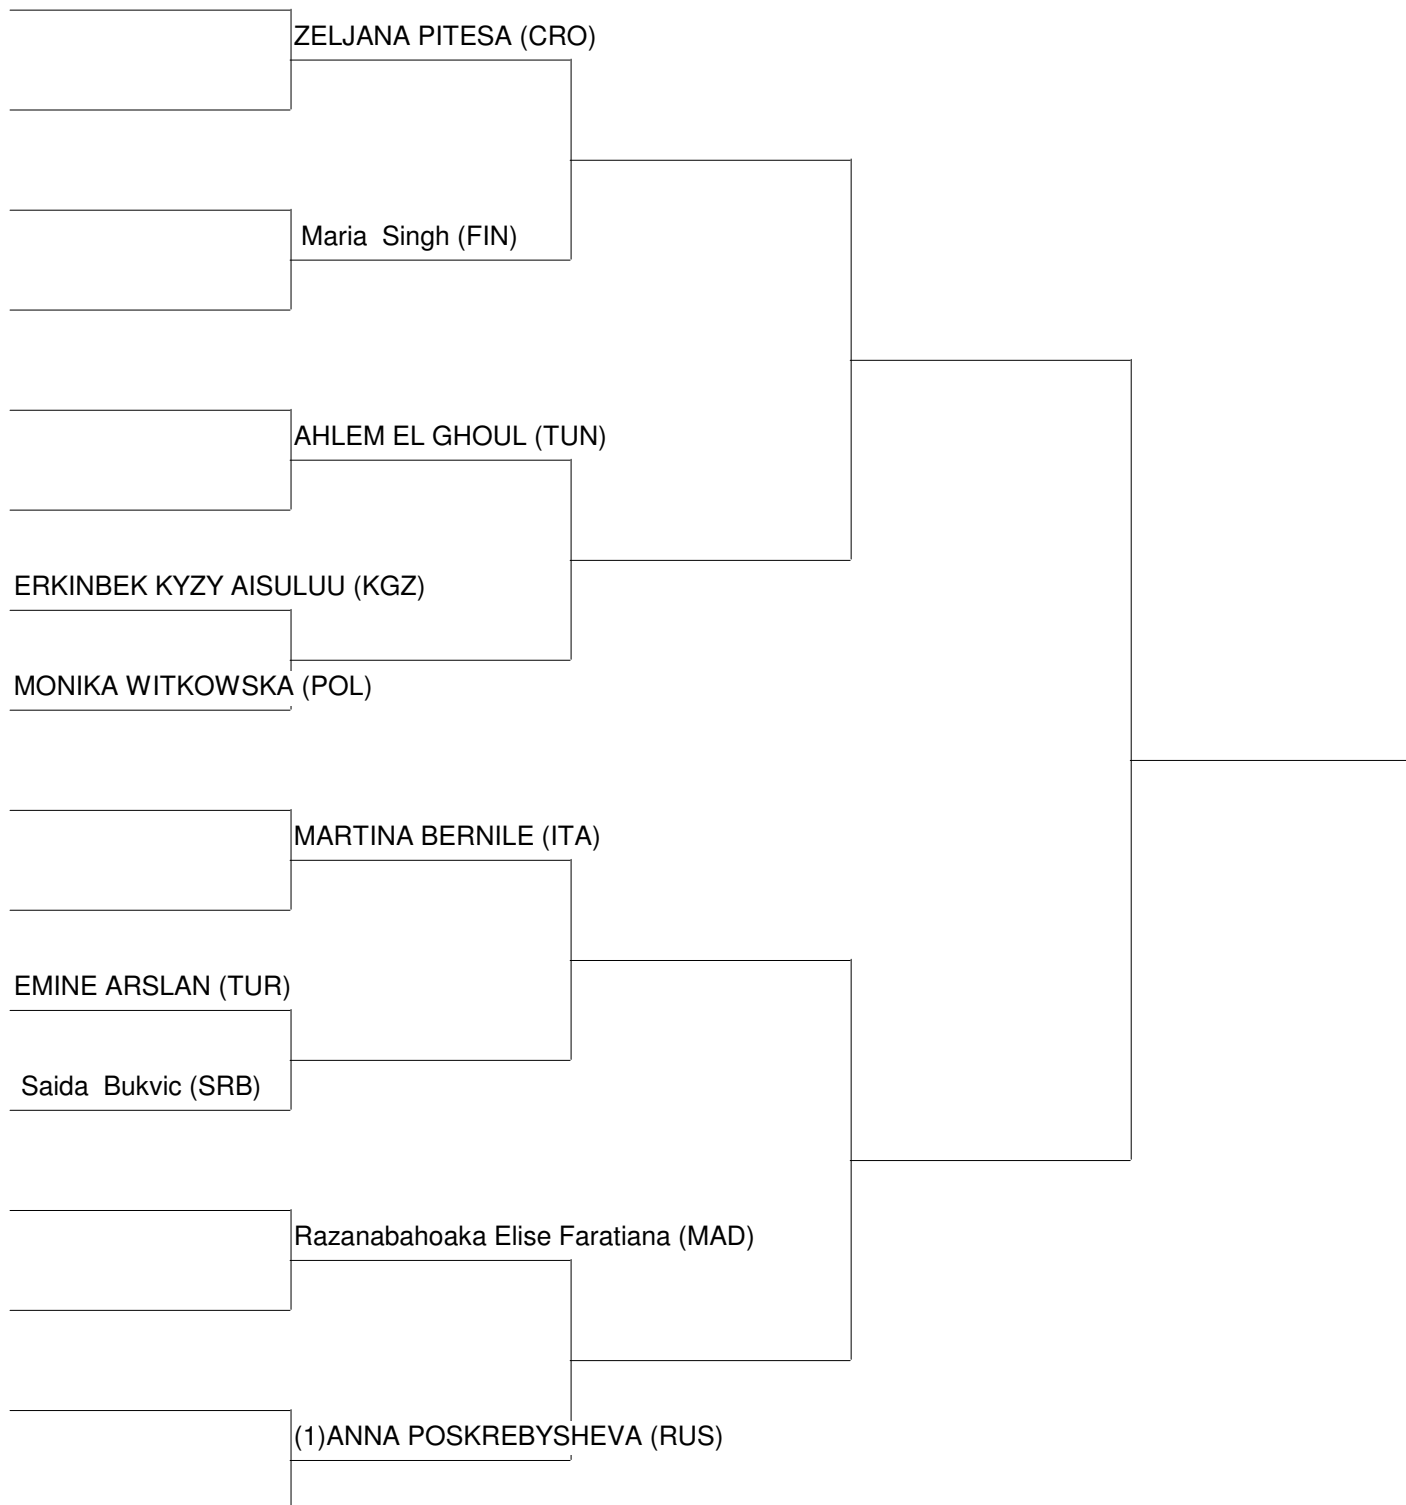 ZELJANA PITESA (CRO)
Maria  Singh (FIN)
AHLEM EL GHOUL (TUN)
ERKINBEK KYZY AISULUU (KGZ)
MONIKA WITKOWSKA (POL)
MARTINA BERNILE (ITA)
EMINE ARSLAN (TUR)
Saida  Bukvic (SRB)
Razanabahoaka Elise Faratiana (MAD)
(1)ANNA POSKREBYSHEVA (RUS)